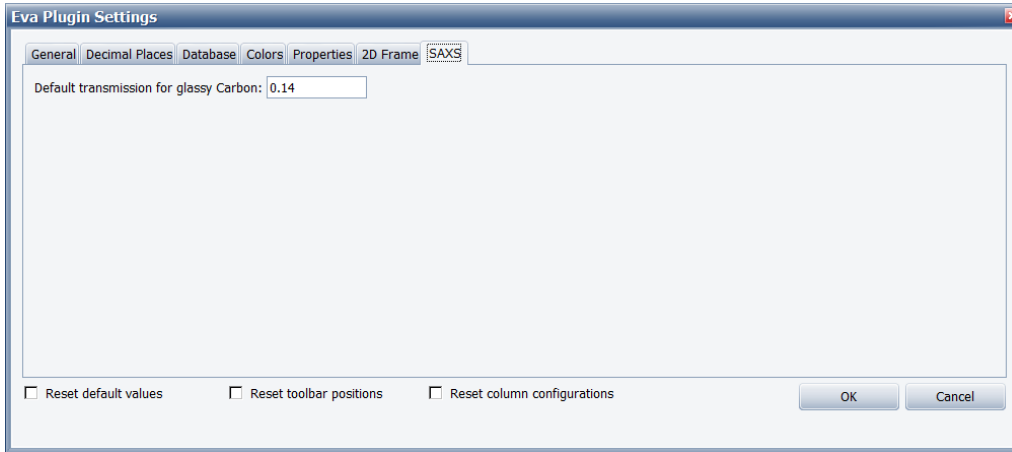 Eva Plugin Settings
General Decimal Places Database Colors Properties 2D Frame SAXS
Default transmission for glassy Carbon: 0.14
Reset default values Reset toolbar positions Reset column configurations OK Cancel